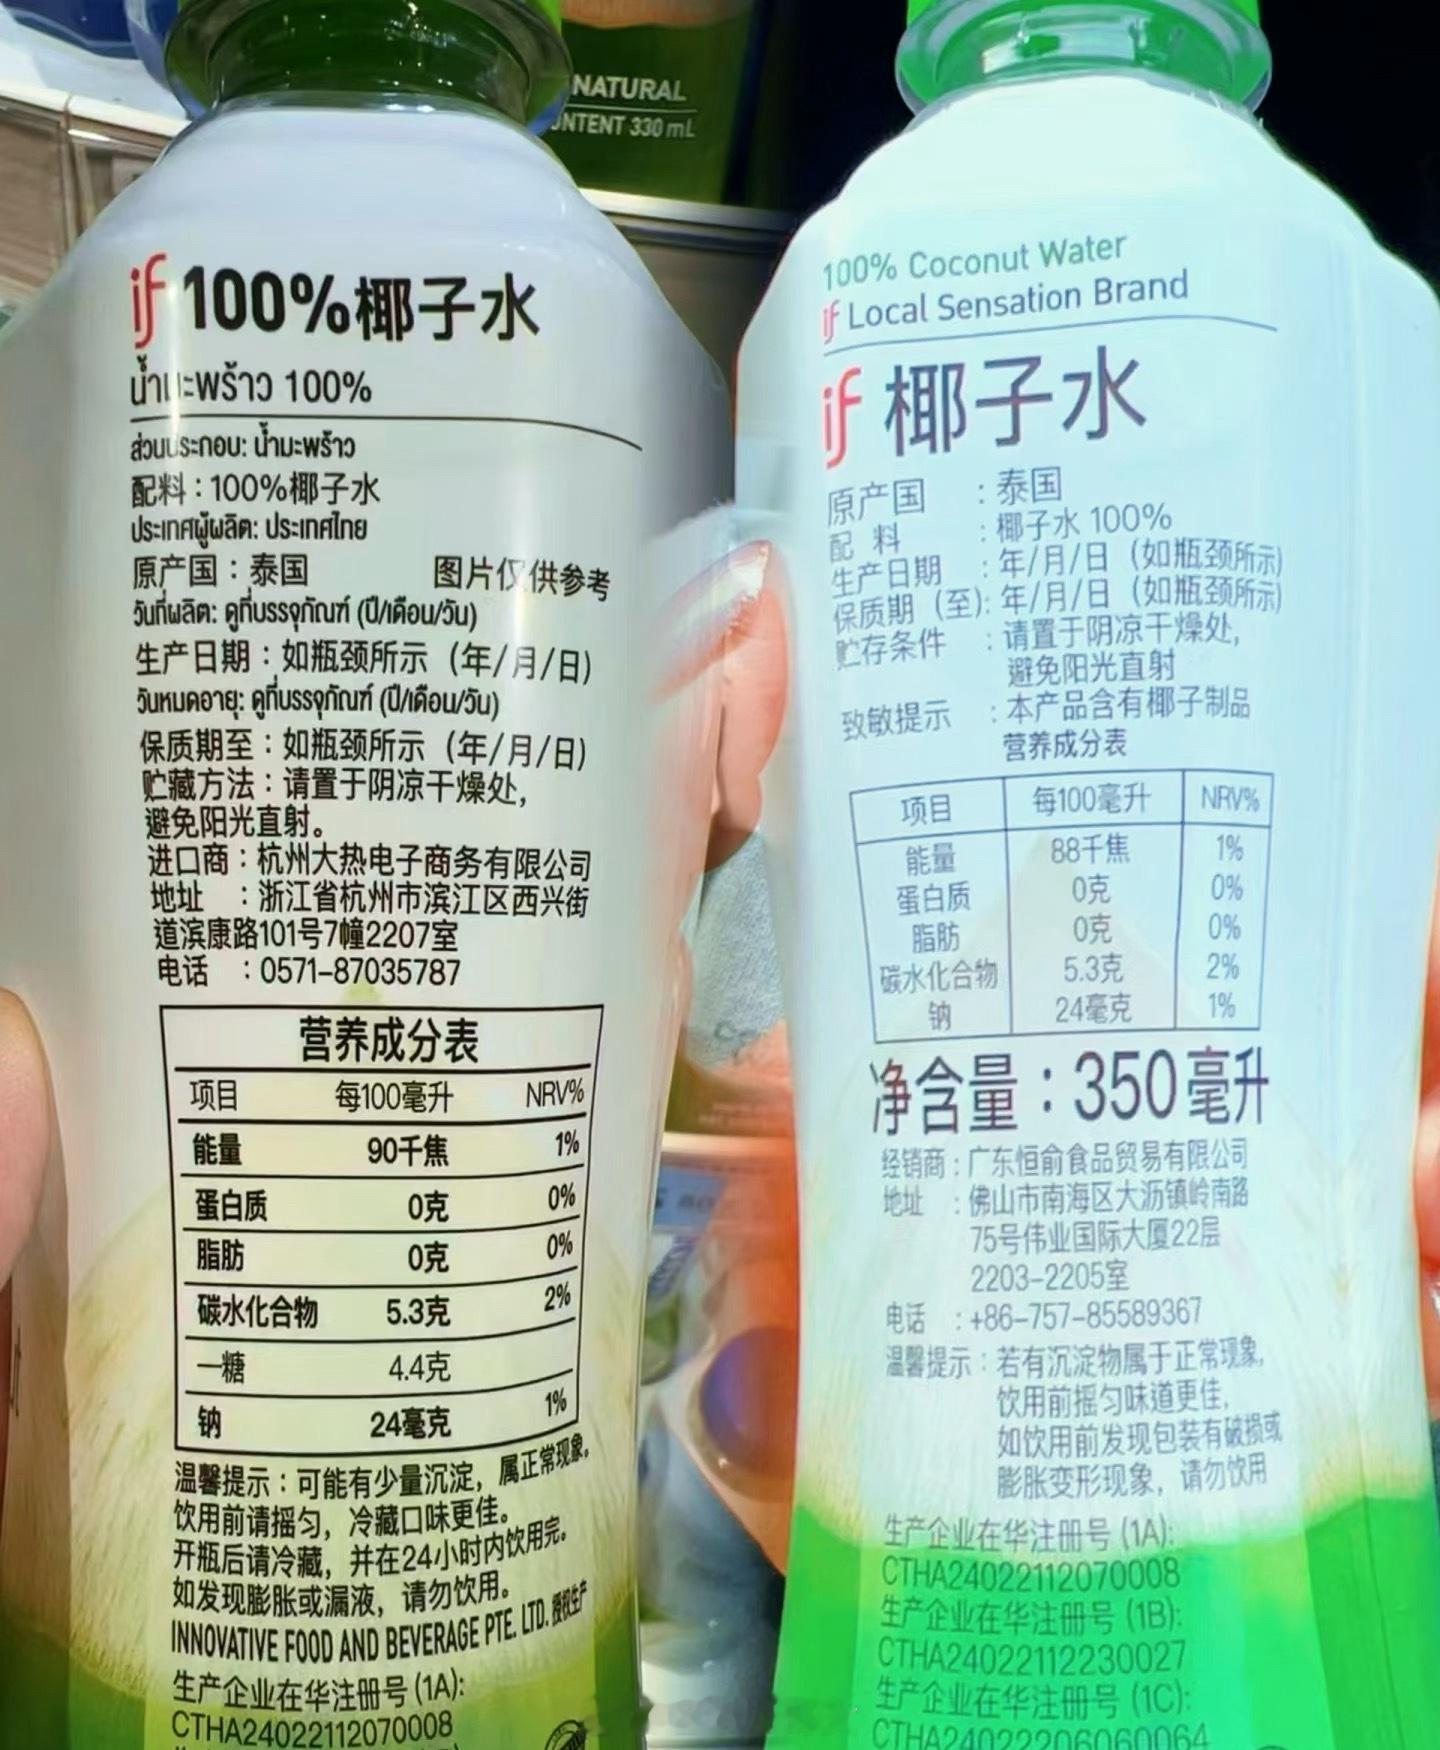 NATURAL
ONTENT 330 mL
if 100%椰子水
น้ำมะพร้าว 100%
ส่วนประกอบ: น้ำมะพร้าว
配料：100%椰子水
ประเทศผู้ผลิต: ประเทศไทย
原产国：泰国 图片仅供参考
วันที่ผลิต: ดูที่บรรจุภัณฑ์ (ปี/เดือน/วัน)
生产日期：如瓶颈所示（年/月/日）
วันหมดอายุ: ดูที่บรรจุภัณฑ์ (ปี/เดือน/วัน)
保质期至：如瓶颈所示（年/月/日）
贮藏方法：请置于阴凉干燥处，
避免阳光直射。
进口商：杭州大热电子商务有限公司
地址 ：浙江省杭州市滨江区西兴街
道滨康路101号7幢2207室
电话 ：0571-87035787
营养成分表
项目 每100毫升 NRV%
能量 90千焦 1%
蛋白质 0克 0%
脂肪 0克 0%
碳水化合物 5.3克 2%
—糖 4.4克
钠 24毫克 1%
温馨提示：可能有少量沉淀，属正常现象。
饮用前请摇匀，冷藏口味更佳。
开瓶后请冷藏，并在24小时内饮用完。
如发现膨胀或漏液，请勿饮用。
INNOVATIVE FOOD AND BEVERAGE PTE. LTD. 授权生产
生产企业在华注册号 (1A):
CTHA24022112070008
100% Coconut Water
if Local Sensation Brand
if 椰子水
原产国 ：泰国
配 料 ：椰子水 100%
生产日期 ：年/月/日（如瓶颈所示）
保质期（至）：年/月/日（如瓶颈所示）
贮存条件 ：请置于阴凉干燥处，
避免阳光直射
致敏提示 ：本产品含有椰子制品
营养成分表
项目 每100毫升 NRV%
能量 88千焦 1%
蛋白质 0克 0%
脂肪 0克 0%
碳水化合物 5.3克 2%
钠 24毫克 1%
净含量：350毫升
经销商：广东恒俞食品贸易有限公司
地址 ：佛山市南海区大沥镇岭南路
75号伟业国际大厦22层
2203-2205室
电话 ：+86-757-85589367
温馨提示：若有沉淀物属于正常现象，
饮用前摇匀味道更佳，
如饮用前发现包装有破损或
膨胀变形现象，请勿饮用
生产企业在华注册号 (1A):
CTHA24022112070008
生产企业在华注册号 (1B):
CTHA24022112230027
生产企业在华注册号 (1C):
CTHA24022206060064